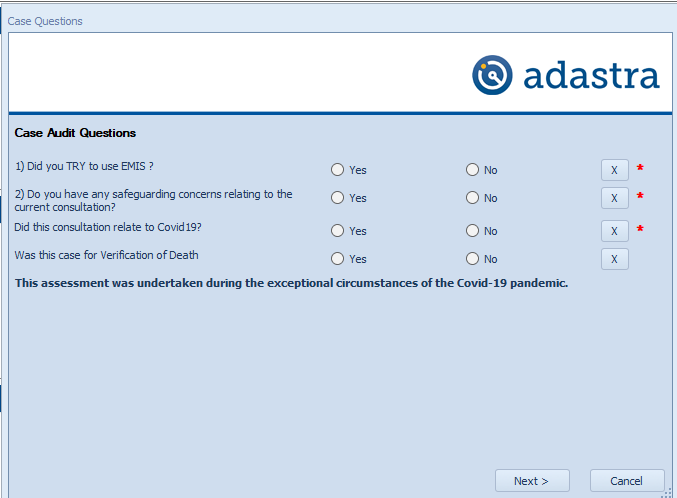 Case Questions
adastra
Case Audit Questions
1) Did you TRY to use EMIS ? Yes No X *
2) Do you have any safeguarding concerns relating to the
current consultation? Yes No X *
Did this consultation relate to Covid19? Yes No X *
Was this case for Verification of Death Yes No X
This assessment was undertaken during the exceptional circumstances of the Covid-19 pandemic.
Next > Cancel